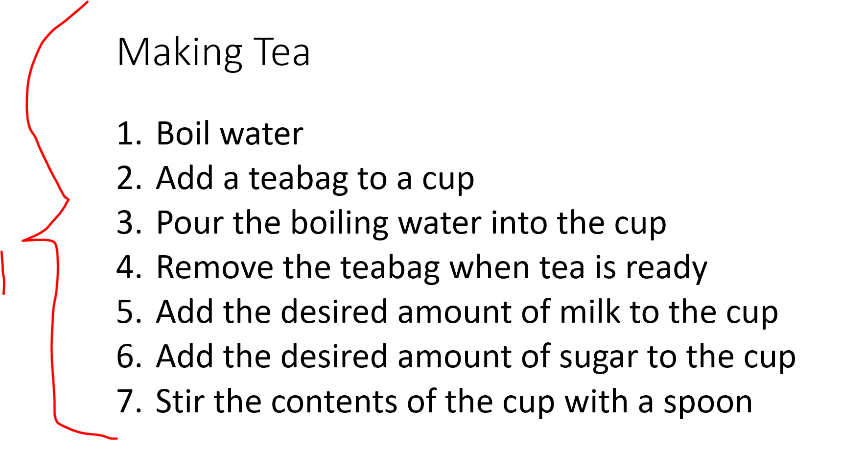 Making Tea
1. Boil water
2. Add a teabag to a cup
3. Pour the boiling water into the cup
4. Remove the teabag when tea is ready
5. Add the desired amount of milk to the cup
6. Add the desired amount of sugar to the cup
7. Stir the contents of the cup with a spoon